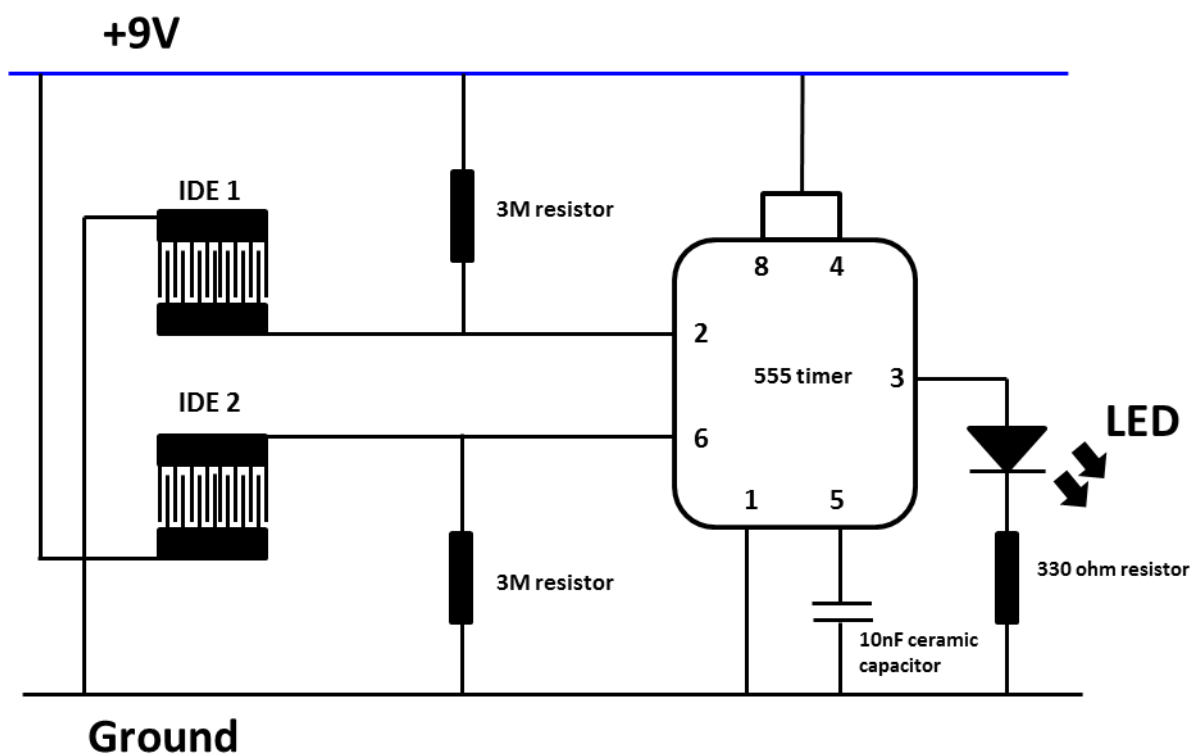 +9V
IDE 1
3M resistor
8
4
2
555 timer
3
IDE 2
LED
6
1
5
3M resistor
330 ohm resistor
10nF ceramic
capacitor
Ground